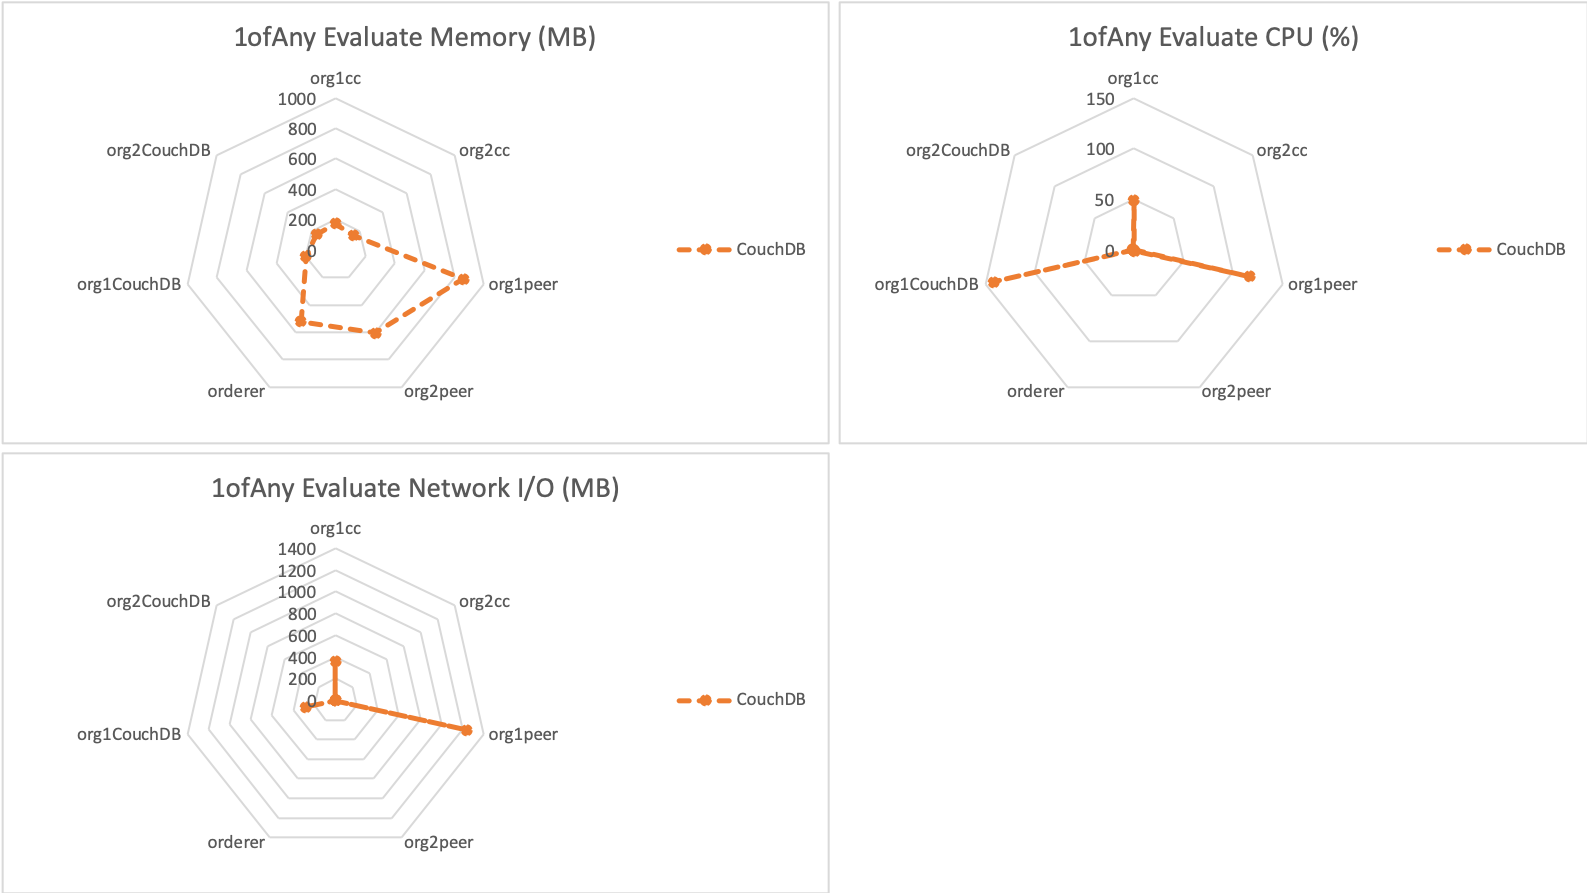 1ofAny Evaluate Memory (MB)
org1cc
1000
800
600
400
200
0
org2cc
org1peer
org2peer
orderer
org1CouchDB
org2CouchDB
CouchDB
1ofAny Evaluate CPU (%)
org1cc
150
100
50
0
org2cc
org1peer
org2peer
orderer
org1CouchDB
org2CouchDB
CouchDB
1ofAny Evaluate Network I/O (MB)
org1cc
1400
1200
1000
800
600
400
200
0
org2cc
org1peer
org2peer
orderer
org1CouchDB
org2CouchDB
CouchDB